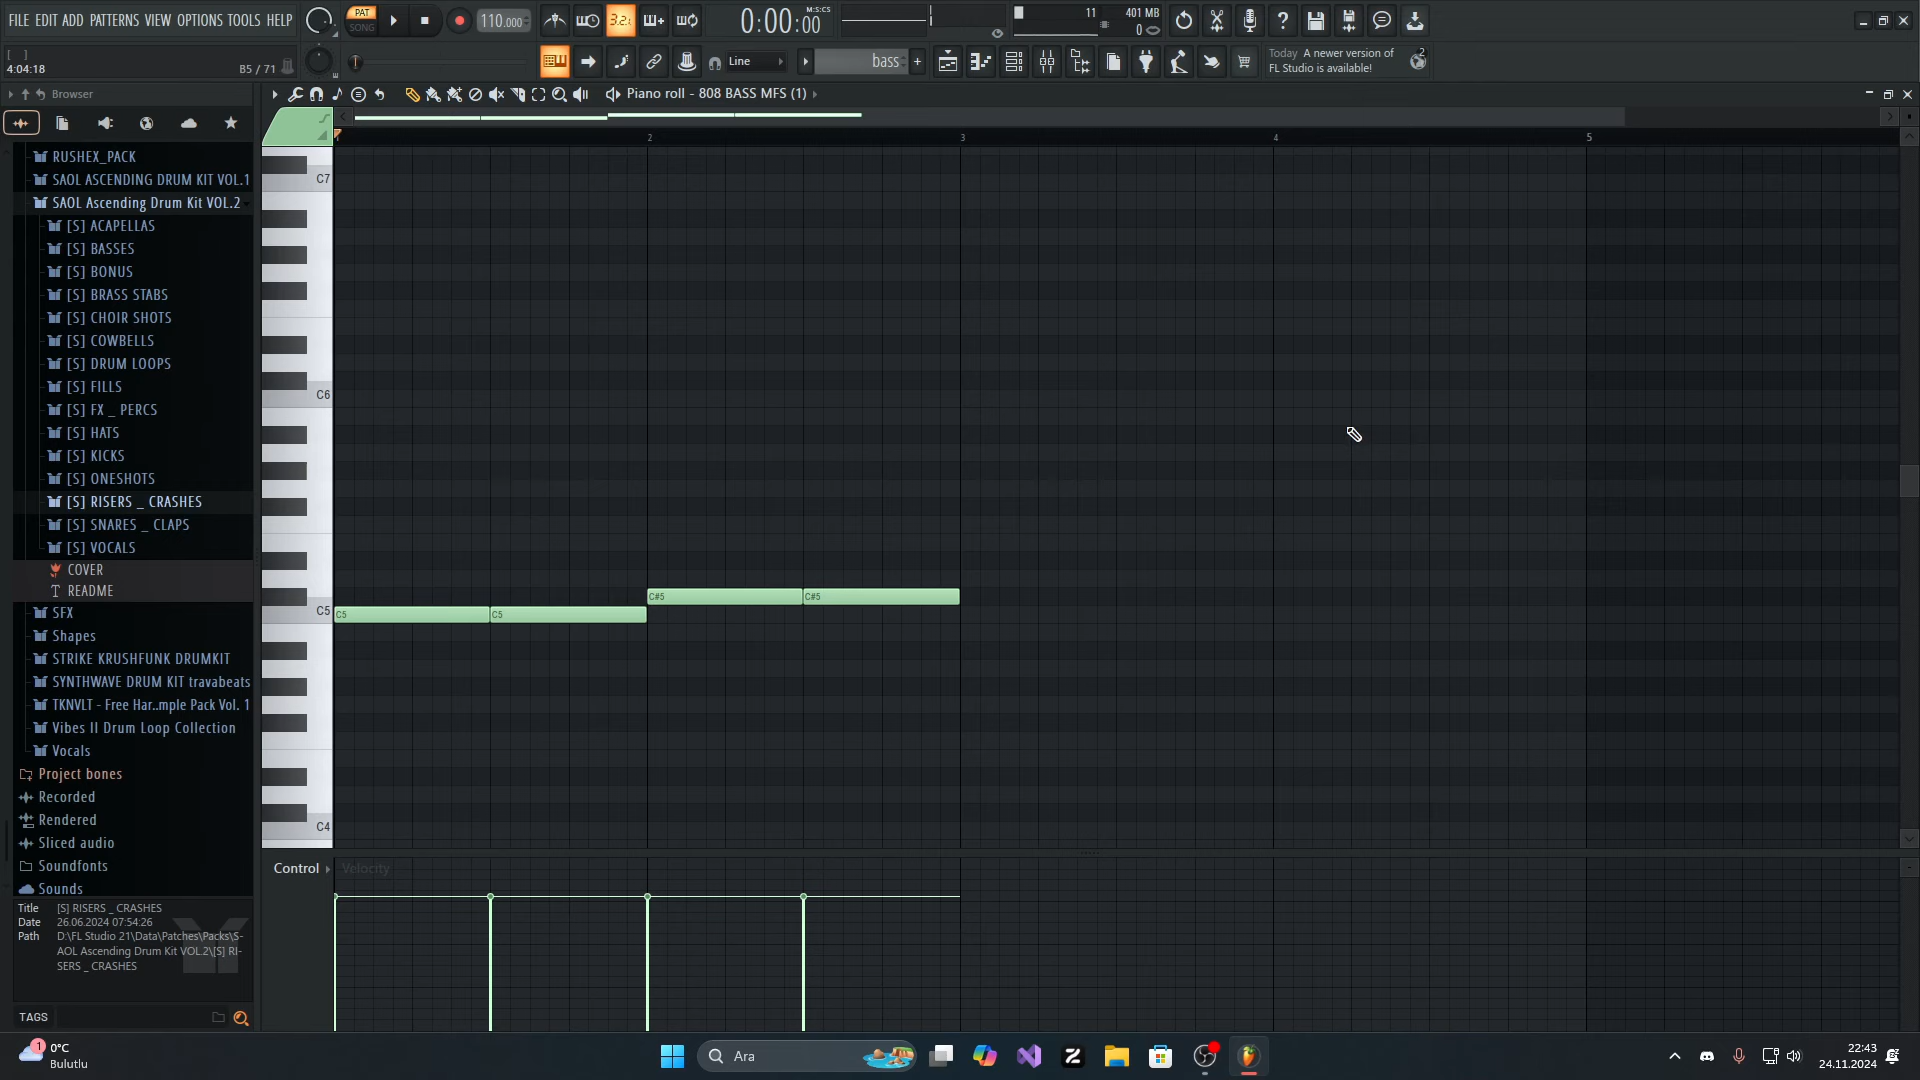 FILE EDIT ADD PATTERNS VIEW OPTIONS TOOLS HELP
PAT
SONG
110.000
3.2.
0:00:00
M:S:CS
11
401 MB
0
4:04:18
B5 / 71
Line
bass
Today A newer version of
FL Studio is available!
2
Browser
Piano roll - 808 BASS MFS (1)
RUSHEX_PACK
SAOL ASCENDING DRUM KIT VOL.1
SAOL Ascending Drum Kit VOL.2
[S] ACAPELLAS
[S] BASSES
[S] BONUS
[S] BRASS STABS
[S] CHOIR SHOTS
[S] COWBELLS
[S] DRUM LOOPS
[S] FILLS
[S] FX _ PERCS
[S] HATS
[S] KICKS
[S] ONESHOTS
[S] RISERS _ CRASHES
[S] SNARES _ CLAPS
[S] VOCALS
COVER
README
SFX
Shapes
STRIKE KRUSHFUNK DRUMKIT
SYNTHWAVE DRUM KIT travabeats
TKNVLT - Free Har..mple Pack Vol. 1
Vibes II Drum Loop Collection
Vocals
Project bones
Recorded
Rendered
Sliced audio
Soundfonts
Sounds
Title [S] RISERS _ CRASHES
Date 26.06.2024 07:54:26
Path D:\FL Studio 21\Data\Patches\Packs\S-
AOL Ascending Drum Kit VOL.2\[S] RI-
SERS _ CRASHES
TAGS
2
3
4
5
C7
C6
C5
C4
C5
C5
C#5
C#5
Control
Velocity
1
0°C
Bulutlu
Ara
22:43
24.11.2024